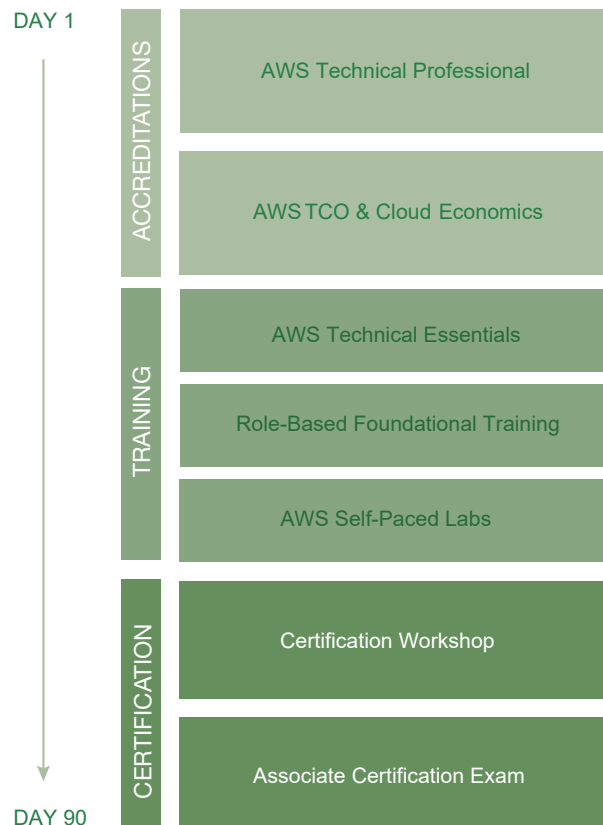 DAY 1
ACCREDITATIONS
AWS Technical Professional
AWS TCO & Cloud Economics
TRAINING
AWS Technical Essentials
Role-Based Foundational Training
AWS Self-Paced Labs
CERTIFICATION
Certification Workshop
Associate Certification Exam
DAY 90